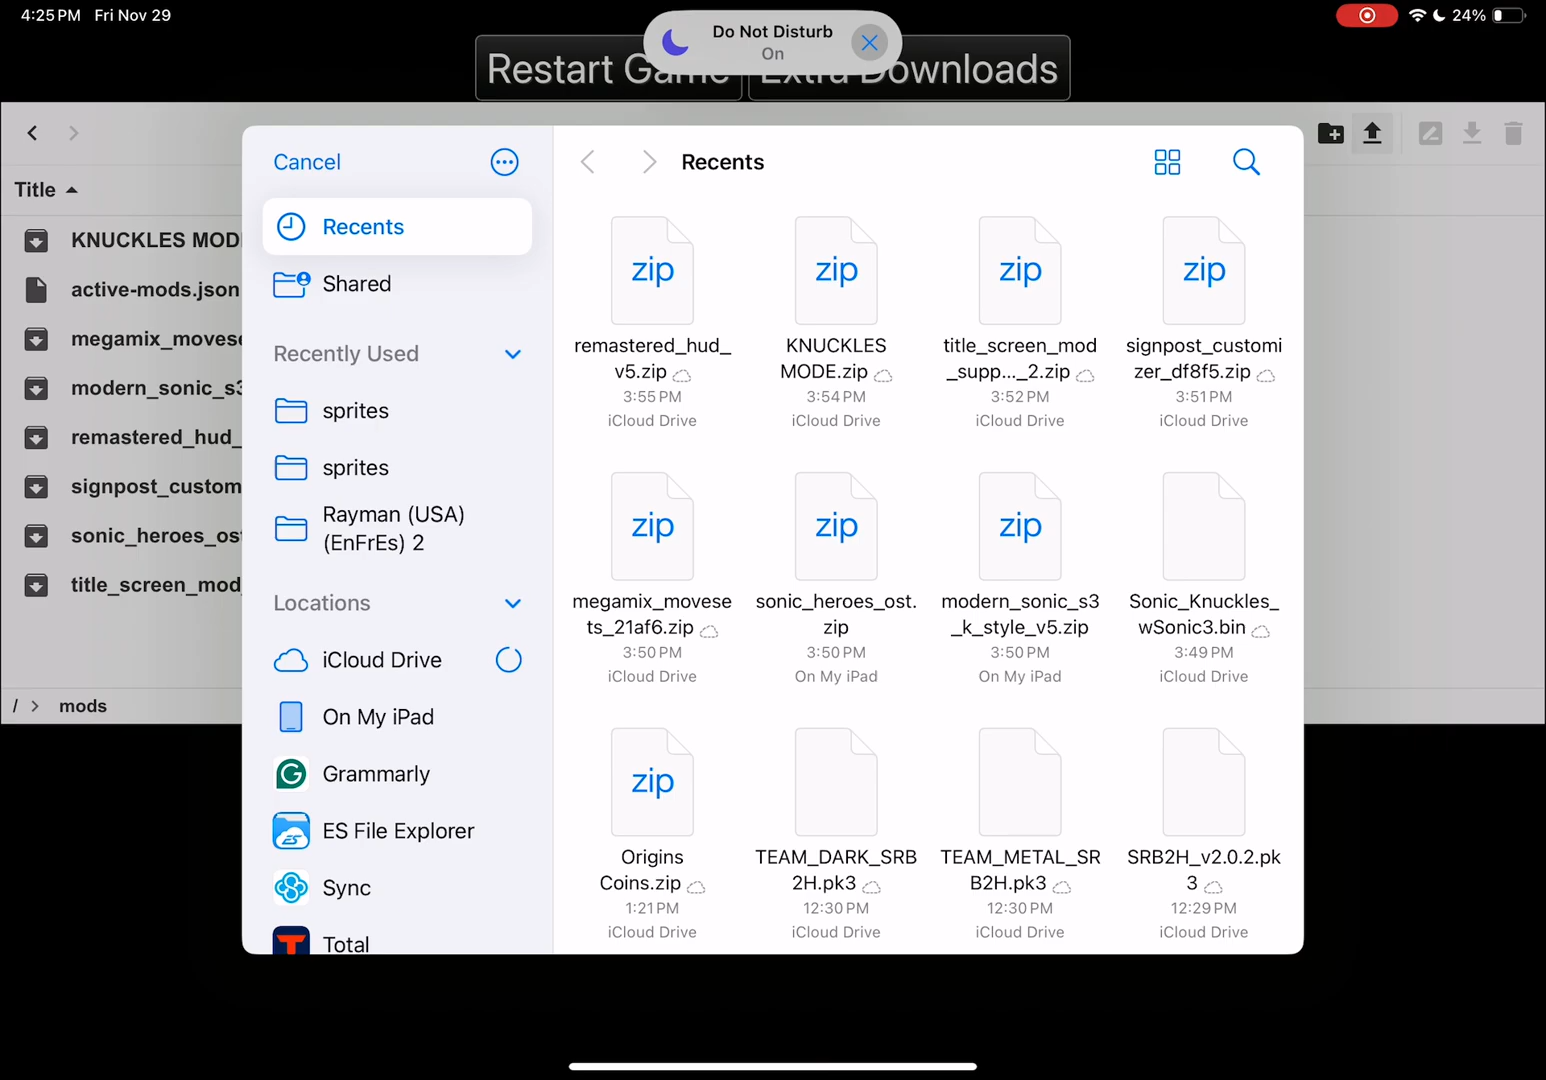 4:25 PM Fri Nov 29
24%
Do Not Disturb
On
Restart Game
Extra Downloads
Title
KNUCKLES MOD
active-mods.json
megamix_moves
modern_sonic_s3
remastered_hud_
signpost_custom
sonic_heroes_os
title_screen_mod
/ > mods
Cancel
Recents
Shared
Recently Used
sprites
sprites
Rayman (USA)
(EnFrEs) 2
Locations
iCloud Drive
On My iPad
Grammarly
ES File Explorer
Sync
Total
Recents
zip
zip
zip
zip
remastered_hud_
v5.zip
3:55 PM
iCloud Drive
KNUCKLES
MODE.zip
3:54 PM
iCloud Drive
title_screen_mod
_supp..._2.zip
3:52 PM
iCloud Drive
signpost_customi
zer_df8f5.zip
3:51 PM
iCloud Drive
zip
zip
zip
megamix_movese
ts_21af6.zip
3:50 PM
iCloud Drive
sonic_heroes_ost.
zip
3:50 PM
On My iPad
modern_sonic_s3
_k_style_v5.zip
3:50 PM
On My iPad
Sonic_Knuckles_
wSonic3.bin
3:49 PM
iCloud Drive
zip
Origins
Coins.zip
1:21 PM
iCloud Drive
TEAM_DARK_SRB
2H.pk3
12:30 PM
iCloud Drive
TEAM_METAL_SR
B2H.pk3
12:30 PM
iCloud Drive
SRB2H_v2.0.2.pk
3
12:29 PM
iCloud Drive